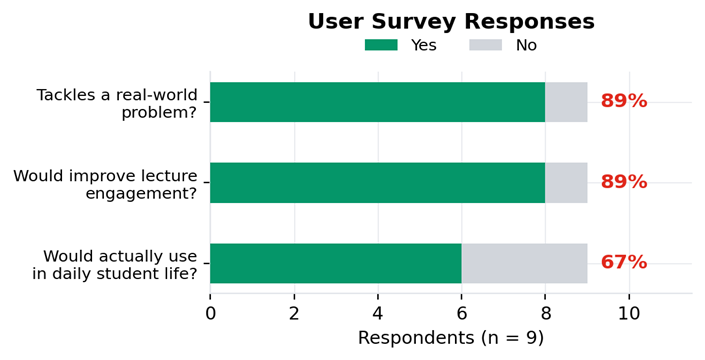 User Survey Responses
Yes No
Tackles a real-world
problem?
89%
Would improve lecture
engagement?
89%
Would actually use
in daily student life?
67%
0 2 4 6 8 10
Respondents (n = 9)